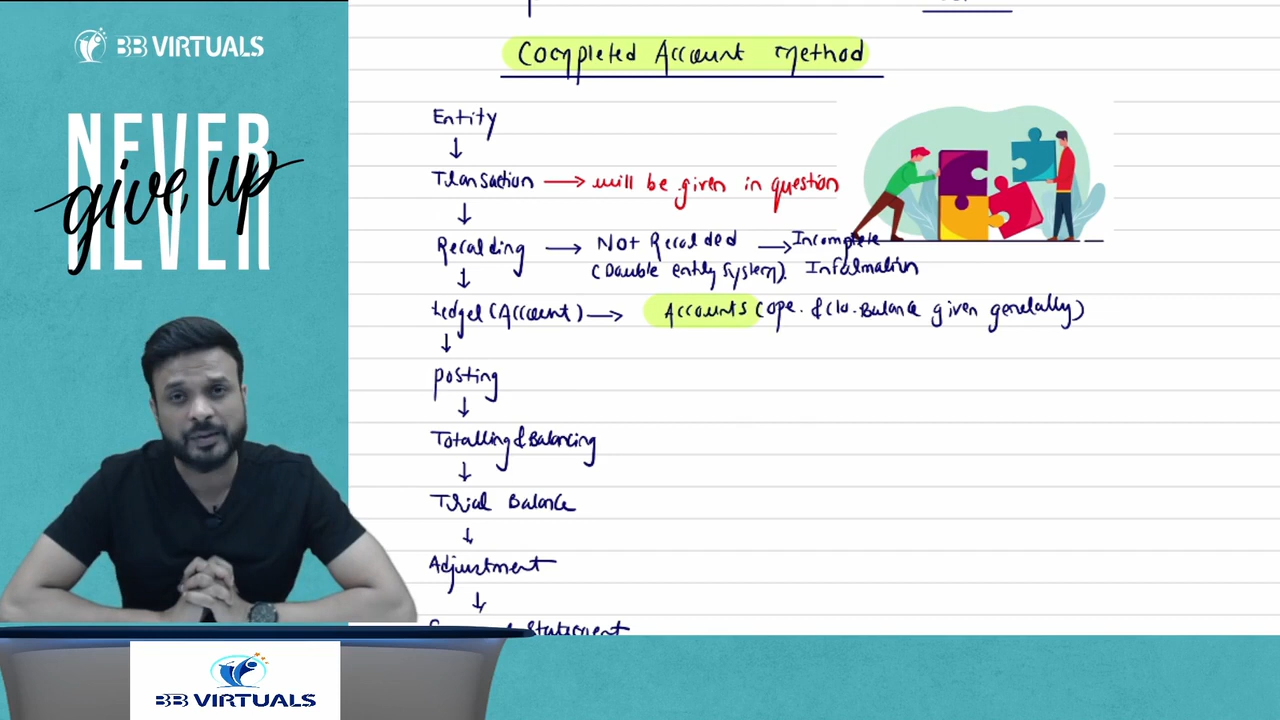 BB VIRTUALS
NEVER
give up
NEVER
Completed Account Method
Entity
↓
Transaction → will be given in question
↓
Recording → Not Recorded → Incomplete
(Double entry system). Information
↓
Ledger (Account) → Accounts (ope. & clo. Balance given generally)
↓
posting
↓
Totalling & Balancing
↓
Trial Balance
↓
Adjustment
↓
Statement
BB VIRTUALS